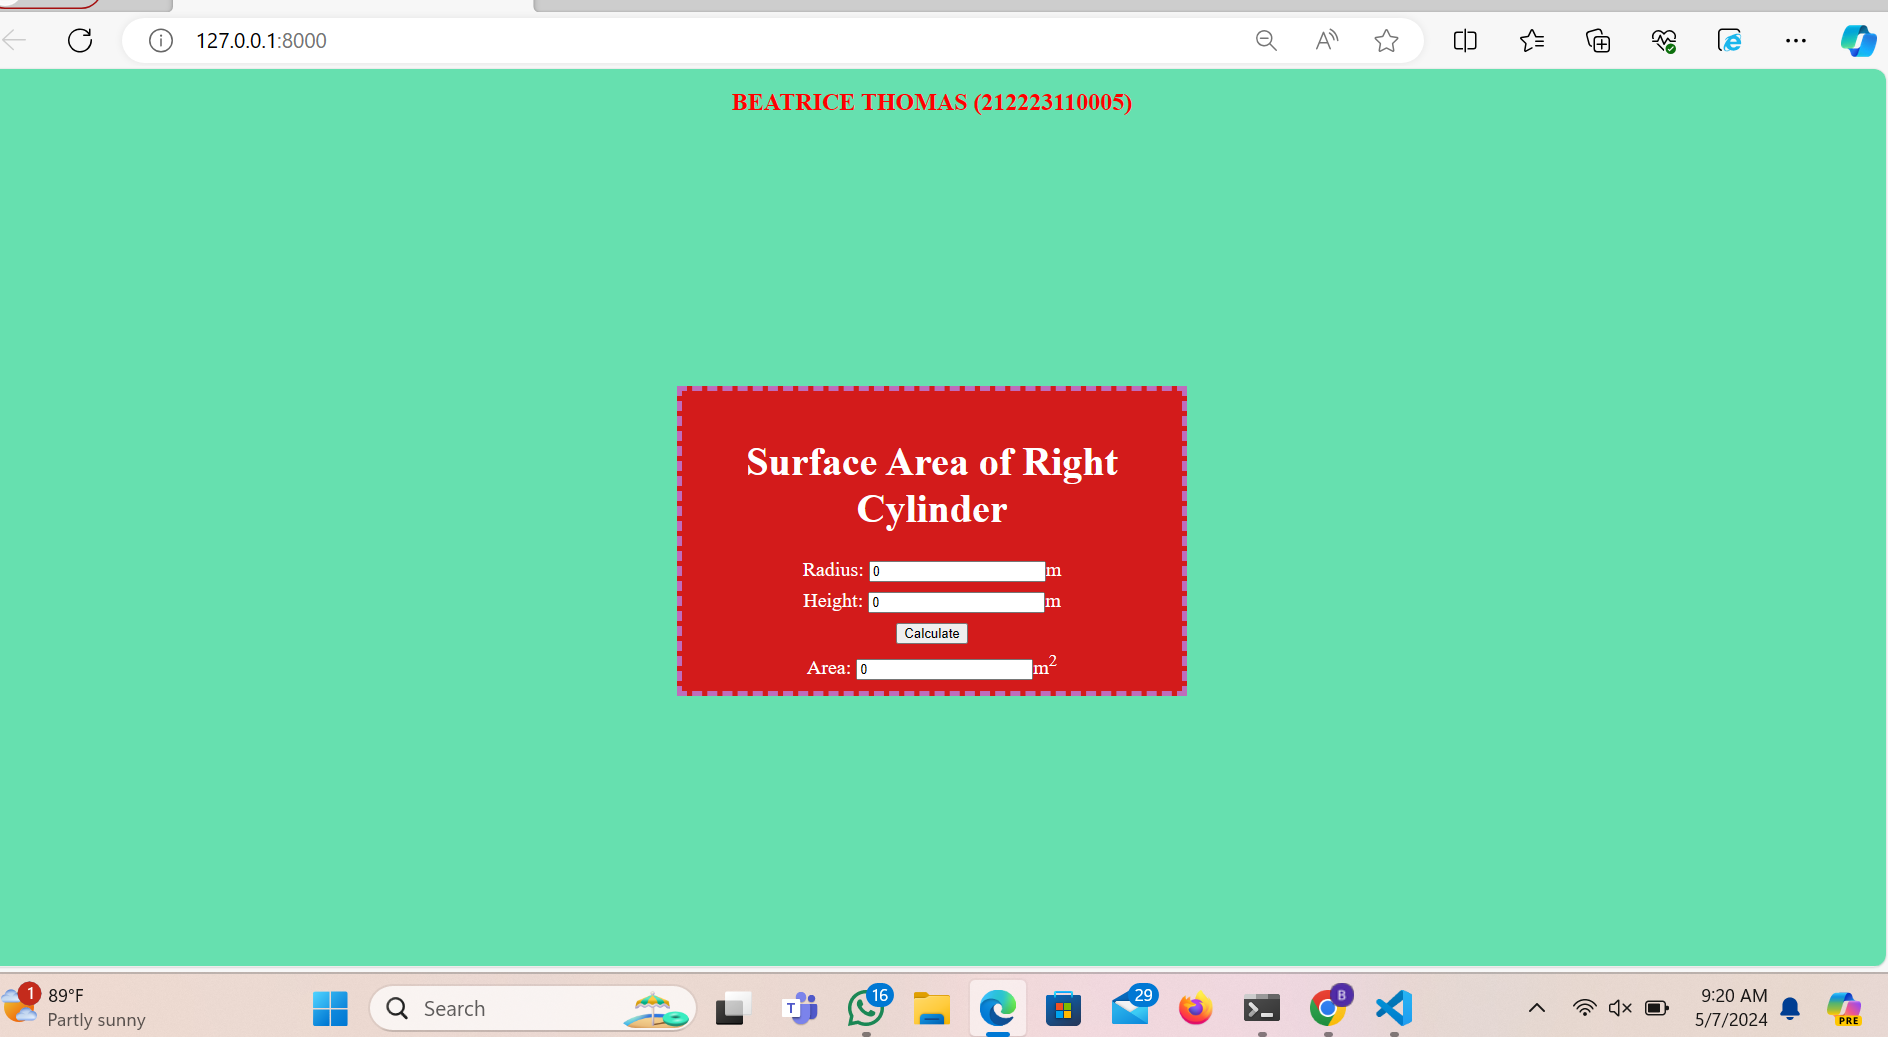 127.0.0.1:8000
BEATRICE THOMAS (212223110005)
Surface Area of Right
Cylinder
Radius: 0 m
Height: 0 m
Calculate
Area: 0 m²
1
89°F
Partly sunny
Search
T
16
29
B
9:20 AM
5/7/2024
PRE